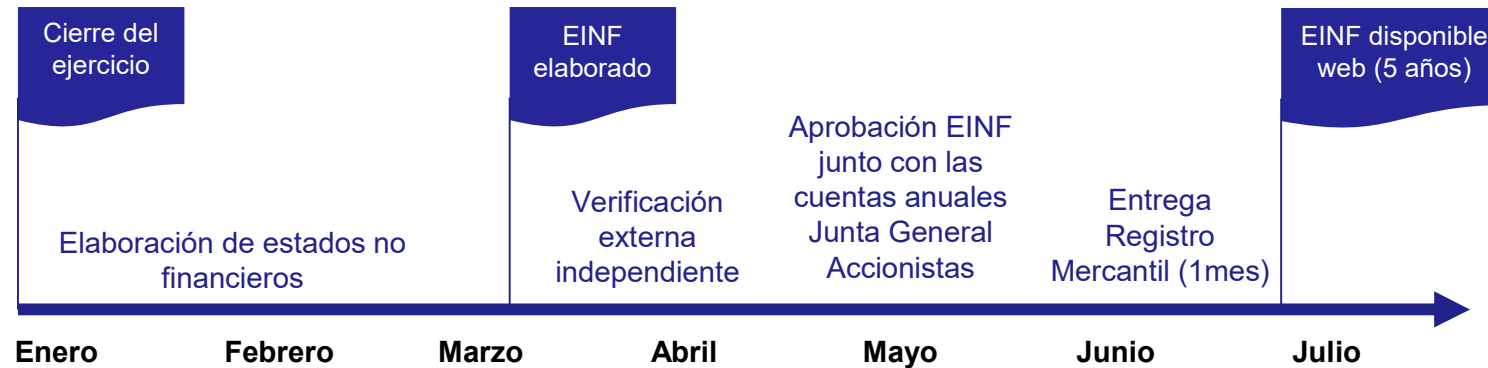 Cierre del
ejercicio
EINF
elaborado
EINF disponible
web (5 años)
Elaboración de estados no
financieros
Verificación
externa
independiente
Aprobación EINF
junto con las
cuentas anuales
Junta General
Accionistas
Entrega
Registro
Mercantil (1mes)
Enero
Febrero
Marzo
Abril
Mayo
Junio
Julio